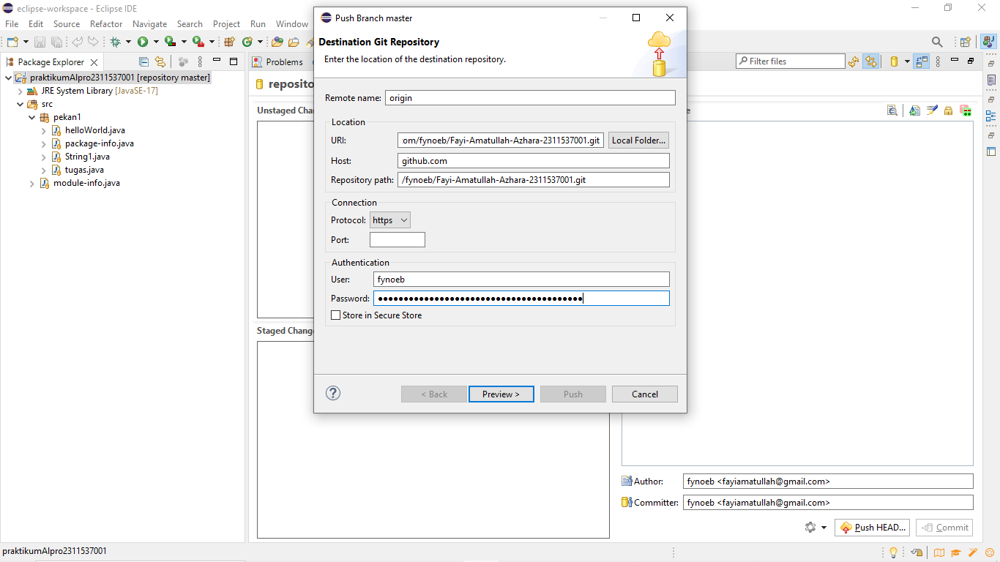 eclipse-workspace - Eclipse IDE
File Edit Source Refactor Navigate Search Project Run Window
Package Explorer
praktikumAlpro2311537001 [repository master]
JRE System Library [JavaSE-17]
src
pekan1
helloWorld.java
package-info.java
String1.java
tugas.java
module-info.java
Problems
Filter files
Unstaged
Staged
Push Branch master
Destination Git Repository
Enter the location of the destination repository.
Remote name: origin
Location
URI: om/fynoeb/Fayi-Amatullah-Azhara-2311537001.git Local Folder...
Host: github.com
Repository path: /fynoeb/Fayi-Amatullah-Azhara-2311537001.git
Connection
Protocol: https
Port:
Authentication
User: fynoeb
Password: ●●●●●●●●●●●●●●●●●●●●●●●●●●●●●●●●●●●●●●●●
Store in Secure Store
? < Back Preview > Push Cancel
Author: fynoeb <fayiamatullah@gmail.com>
Committer: fynoeb <fayiamatullah@gmail.com>
Push HEAD... Commit
praktikumAlpro2311537001